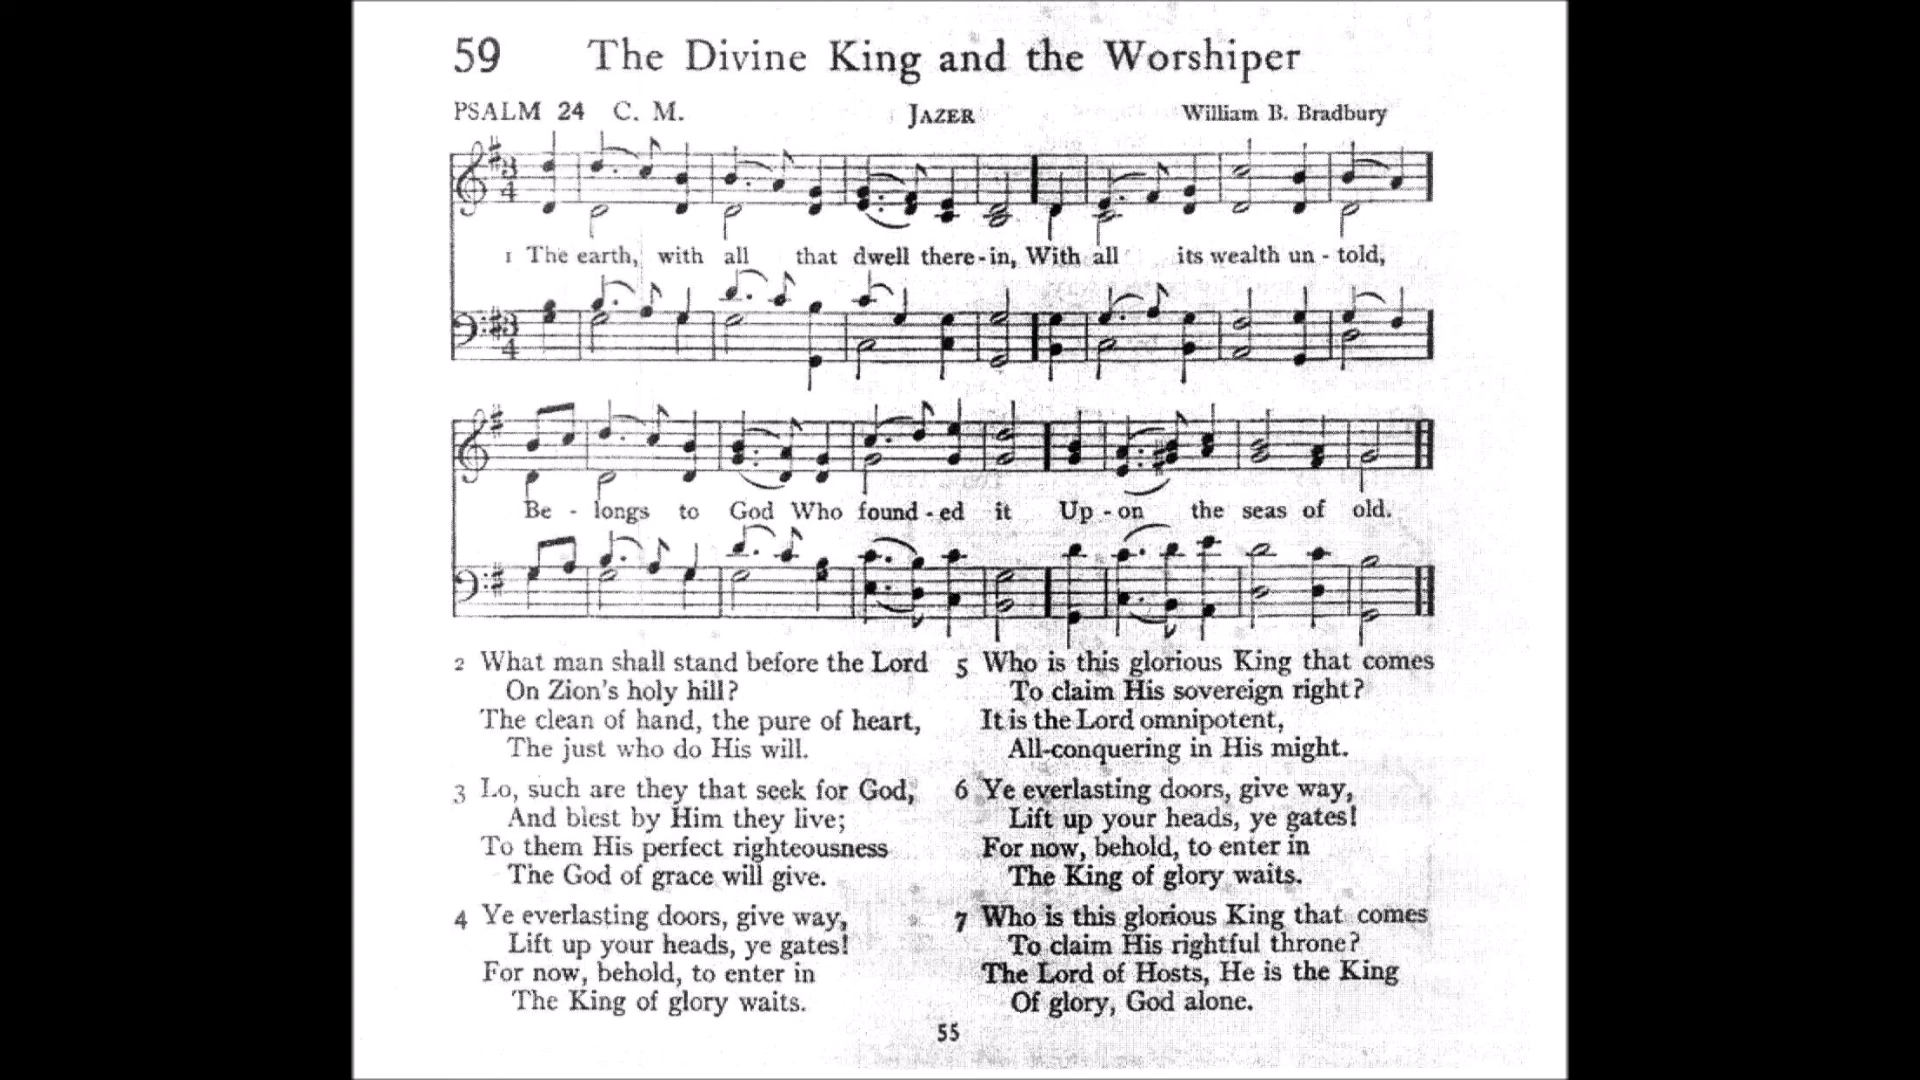 59 The Divine King and the Worshiper
PSALM 24 C. M. JAZER William B. Bradbury
1 The earth, with all that dwell there-in, With all its wealth un-told,
Be - longs to God Who found-ed it Up-on the seas of old.
2 What man shall stand before the Lord
On Zion's holy hill?
The clean of hand, the pure of heart,
The just who do His will.
3 Lo, such are they that seek for God,
And blest by Him they live;
To them His perfect righteousness
The God of grace will give.
4 Ye everlasting doors, give way,
Lift up your heads, ye gates!
For now, behold, to enter in
The King of glory waits.
5 Who is this glorious King that comes
To claim His sovereign right?
It is the Lord omnipotent,
All-conquering in His might.
6 Ye everlasting doors, give way,
Lift up your heads, ye gates!
For now, behold, to enter in
The King of glory waits.
7 Who is this glorious King that comes
To claim His rightful throne?
The Lord of Hosts, He is the King
Of glory, God alone.
55